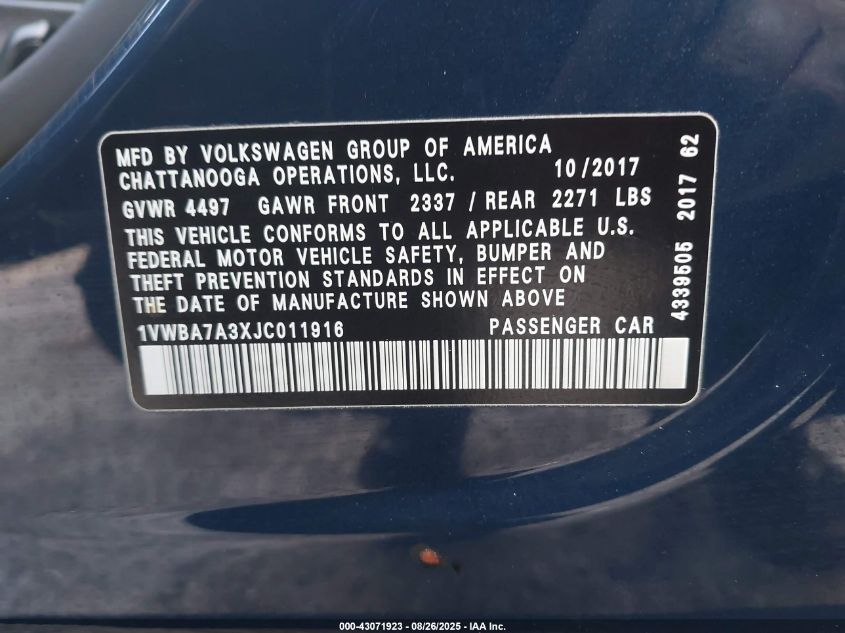 MFD BY VOLKSWAGEN GROUP OF AMERICA
CHATTANOOGA OPERATIONS, LLC. 10/2017
GVWR 4497 GAWR FRONT 2337 / REAR 2271 LBS
THIS VEHICLE CONFORMS TO ALL APPLICABLE U.S.
FEDERAL MOTOR VEHICLE SAFETY, BUMPER AND
THEFT PREVENTION STANDARDS IN EFFECT ON
THE DATE OF MANUFACTURE SHOWN ABOVE
1VWBA7A3XJC011916 PASSENGER CAR
4339505 2017 62
000-43071923 - 08/26/2025 - IAA Inc.